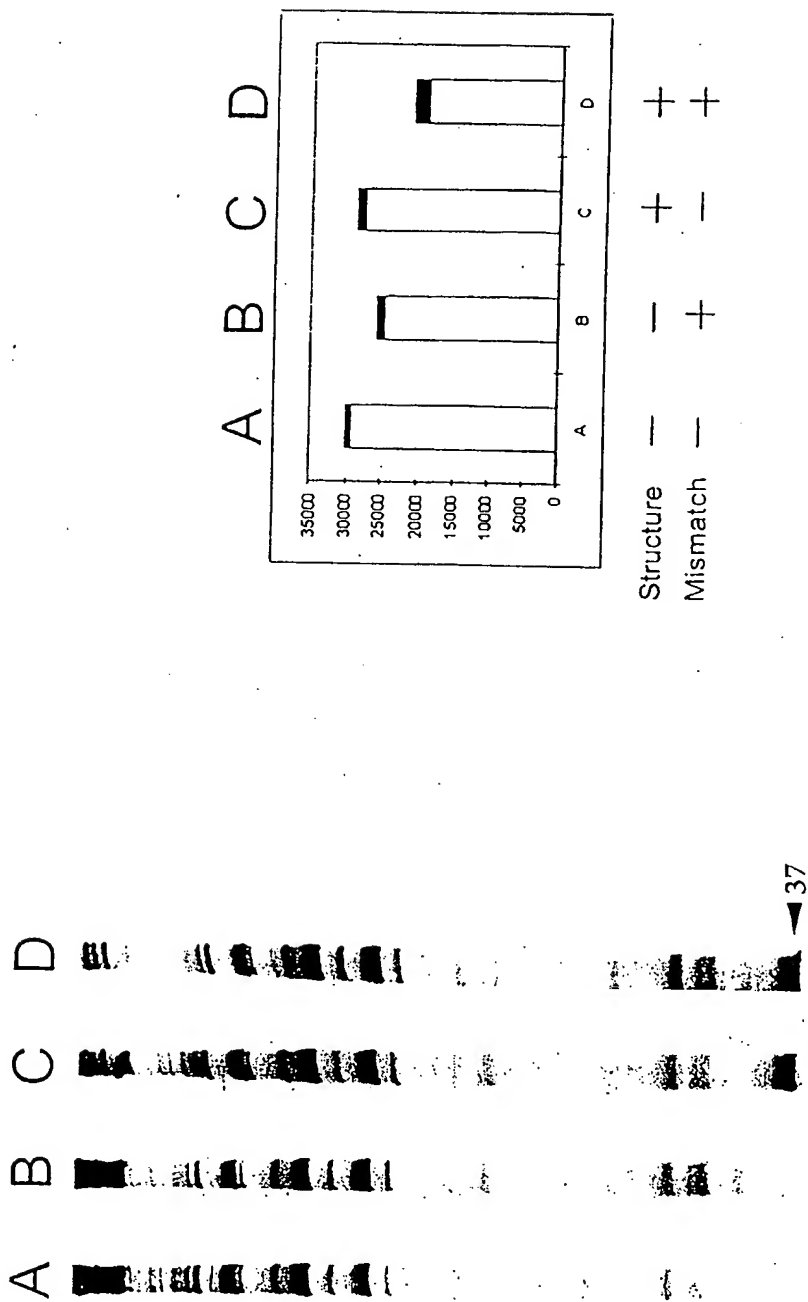 A B C D
37
A B C D
35000
30000
25000
20000
15000
10000
5000
0
A B C D
Structure — — + +
Mismatch — + — +